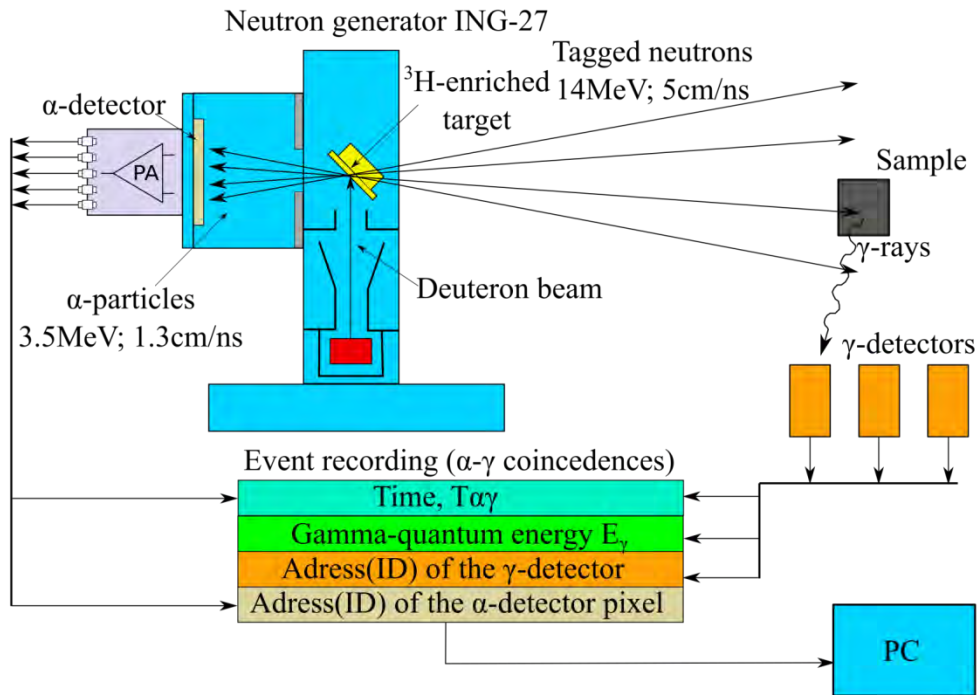 Neutron generator ING-27
Tagged neutrons
14MeV; 5cm/ns
³H-enriched
target
α-detector
PA
Sample
γ-rays
Deuteron beam
α-particles
3.5MeV; 1.3cm/ns
γ-detectors
Event recording (α-γ coincedences)
Time, Tαγ
Gamma-quantum energy Eᵧ
Adress(ID) of the γ-detector
Adress(ID) of the α-detector pixel
PC